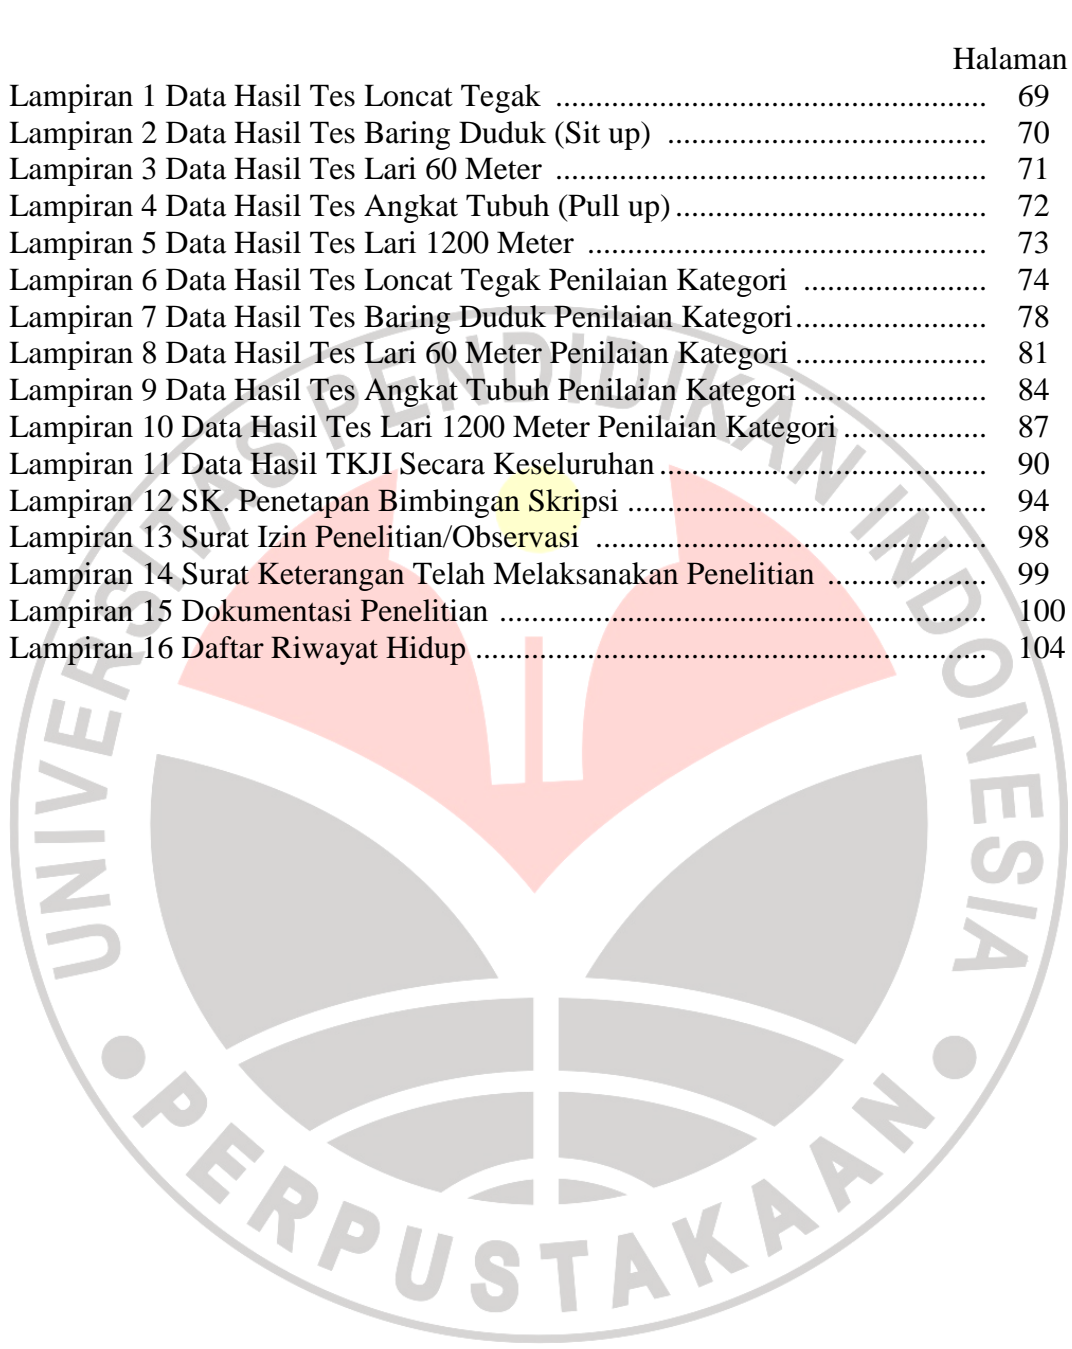 Halaman
Lampiran 1 Data Hasil Tes Loncat Tegak ..................................................... 69
Lampiran 2 Data Hasil Tes Baring Duduk (Sit up) ....................................... 70
Lampiran 3 Data Hasil Tes Lari 60 Meter ..................................................... 71
Lampiran 4 Data Hasil Tes Angkat Tubuh (Pull up)...................................... 72
Lampiran 5 Data Hasil Tes Lari 1200 Meter ................................................. 73
Lampiran 6 Data Hasil Tes Loncat Tegak Penilaian Kategori ...................... 74
Lampiran 7 Data Hasil Tes Baring Duduk Penilaian Kategori....................... 78
Lampiran 8 Data Hasil Tes Lari 60 Meter Penilaian Kategori ....................... 81
Lampiran 9 Data Hasil Tes Angkat Tubuh Penilaian Kategori ...................... 84
Lampiran 10 Data Hasil Tes Lari 1200 Meter Penilaian Kategori ................. 87
Lampiran 11 Data Hasil TKJI Secara Keseluruhan ........................................ 90
Lampiran 12 SK. Penetapan Bimbingan Skripsi ............................................ 94
Lampiran 13 Surat Izin Penelitian/Observasi ................................................ 98
Lampiran 14 Surat Keterangan Telah Melaksanakan Penelitian ................... 99
Lampiran 15 Dokumentasi Penelitian ............................................................ 100
Lampiran 16 Daftar Riwayat Hidup ............................................................... 104
UNIVERSITAS PENDIDIKAN INDONESIA
PERPUSTAKAAN